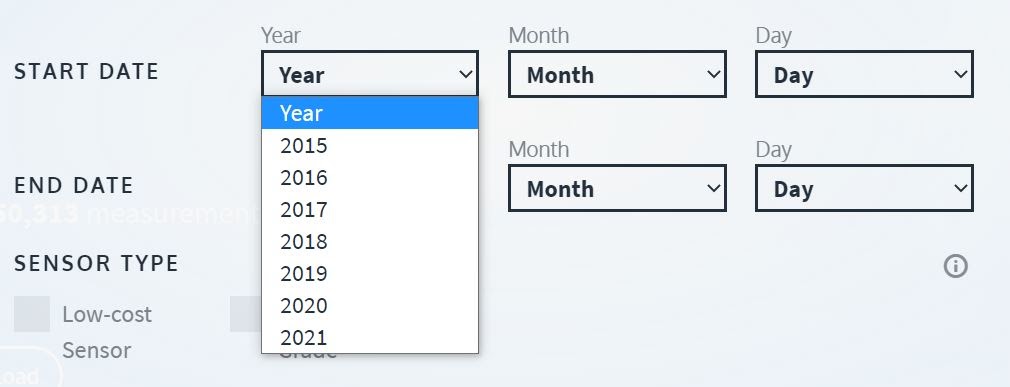 Year Month Day
START DATE Year Month Day
Year
2015
Month Day
2016
END DATE Month Day
2017
measurement
2018
SENSOR TYPE
2019
2020
Low-cost
2021
Sensor